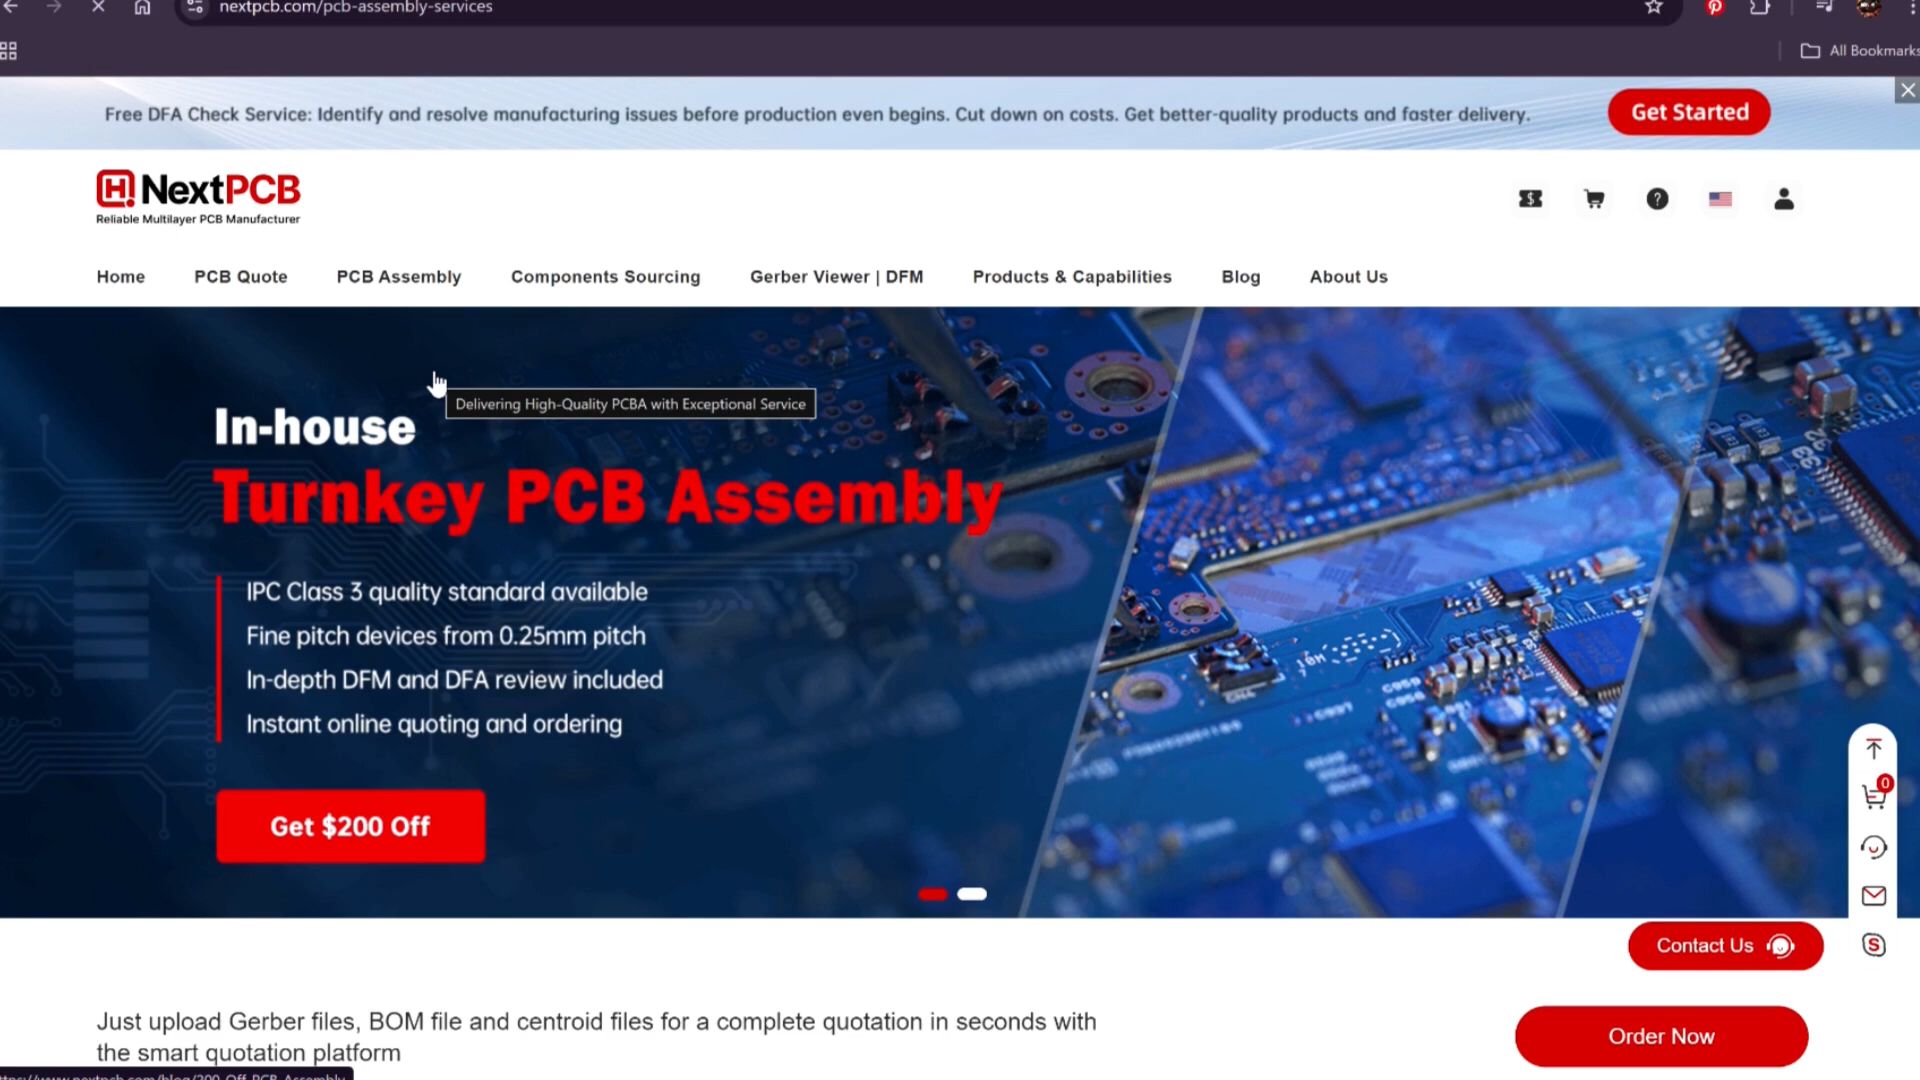 nextpcb.com/pcb-assembly-services
All Bookmarks
Free DFA Check Service: Identify and resolve manufacturing issues before production even begins. Cut down on costs. Get better-quality products and faster delivery.
Get Started
H NextPCB
Reliable Multilayer PCB Manufacturer
Home PCB Quote PCB Assembly Components Sourcing Gerber Viewer | DFM Products & Capabilities Blog About Us
Delivering High-Quality PCBA with Exceptional Service
In-house
Turnkey PCB Assembly
IPC Class 3 quality standard available
Fine pitch devices from 0.25mm pitch
In-depth DFM and DFA review included
Instant online quoting and ordering
Get $200 Off
0
Contact Us
Just upload Gerber files, BOM file and centroid files for a complete quotation in seconds with
the smart quotation platform
Order Now